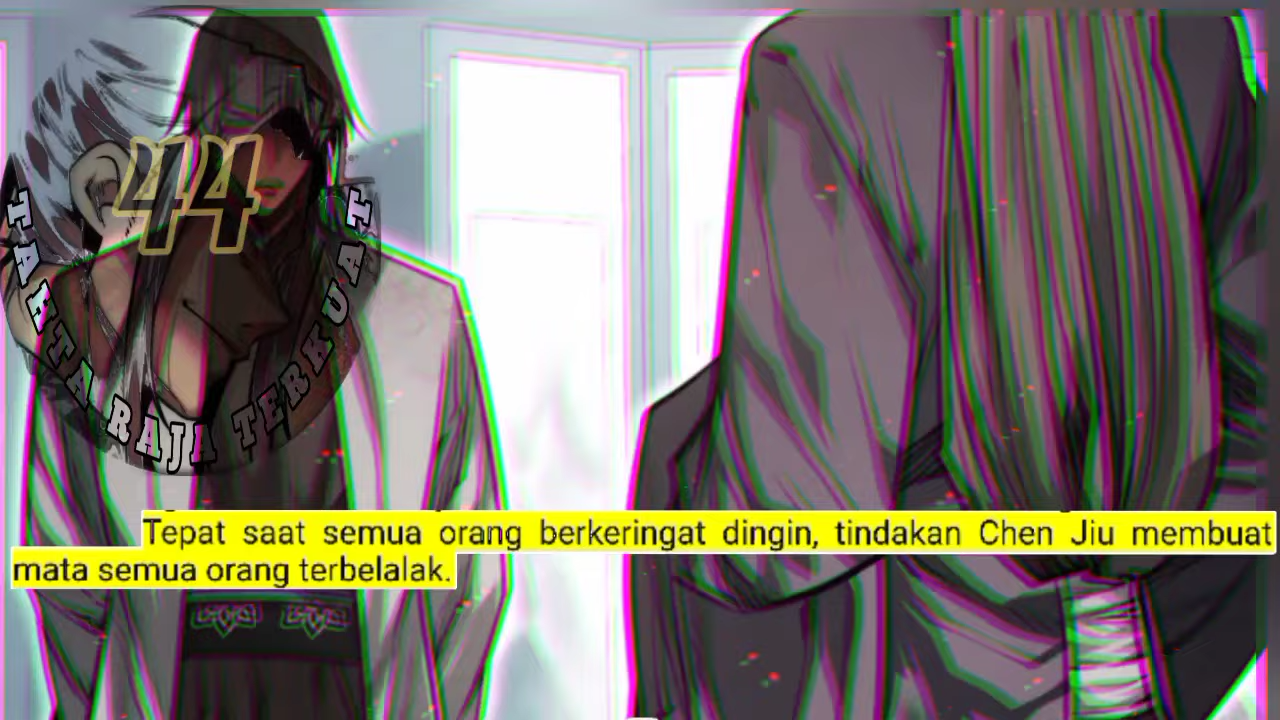 44
TAHTA RAJA TERKUAT
Tepat saat semua orang berkeringat dingin, tindakan Chen Jiu membuat
mata semua orang terbelalak.